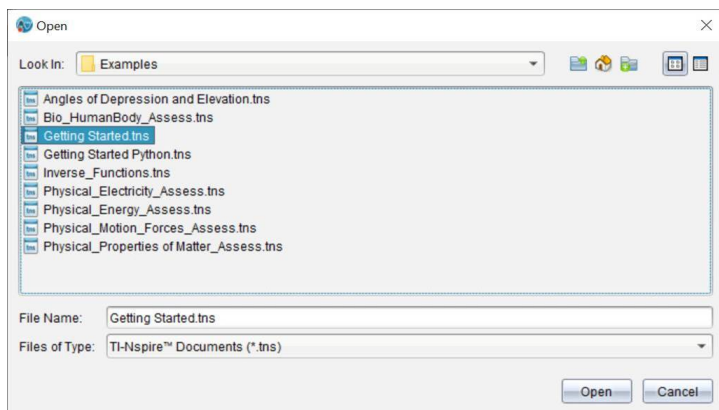 Open
Look In: Examples
Angles of Depression and Elevation.tns
Bio_HumanBody_Assess.tns
Getting Started.tns
Getting Started Python.tns
Inverse_Functions.tns
Physical_Electricity_Assess.tns
Physical_Energy_Assess.tns
Physical_Motion_Forces_Assess.tns
Physical_Properties of Matter_Assess.tns
File Name: Getting Started.tns
Files of Type: TI-Nspire™ Documents (*.tns)
Open Cancel